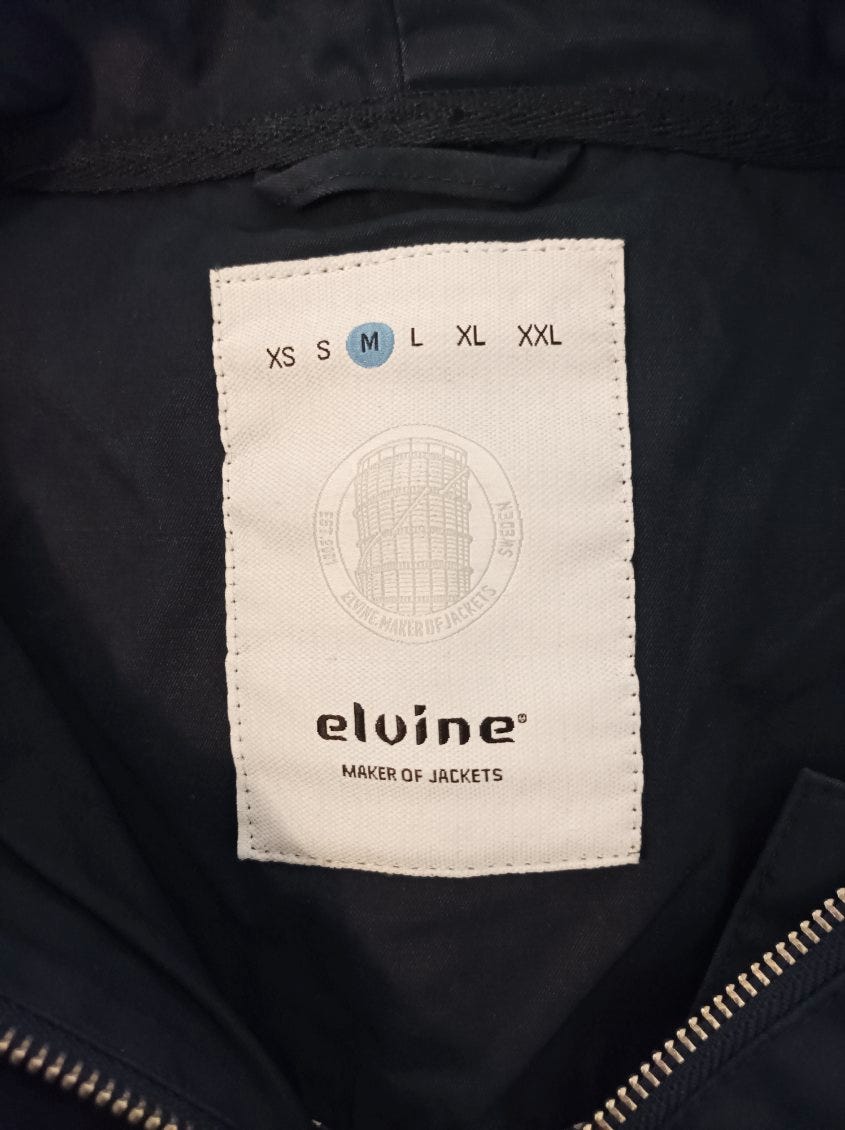 XS S M L XL XXL
EST. 2001
SWEDEN
ELVINE. MAKER OF JACKETS
elvine®
MAKER OF JACKETS